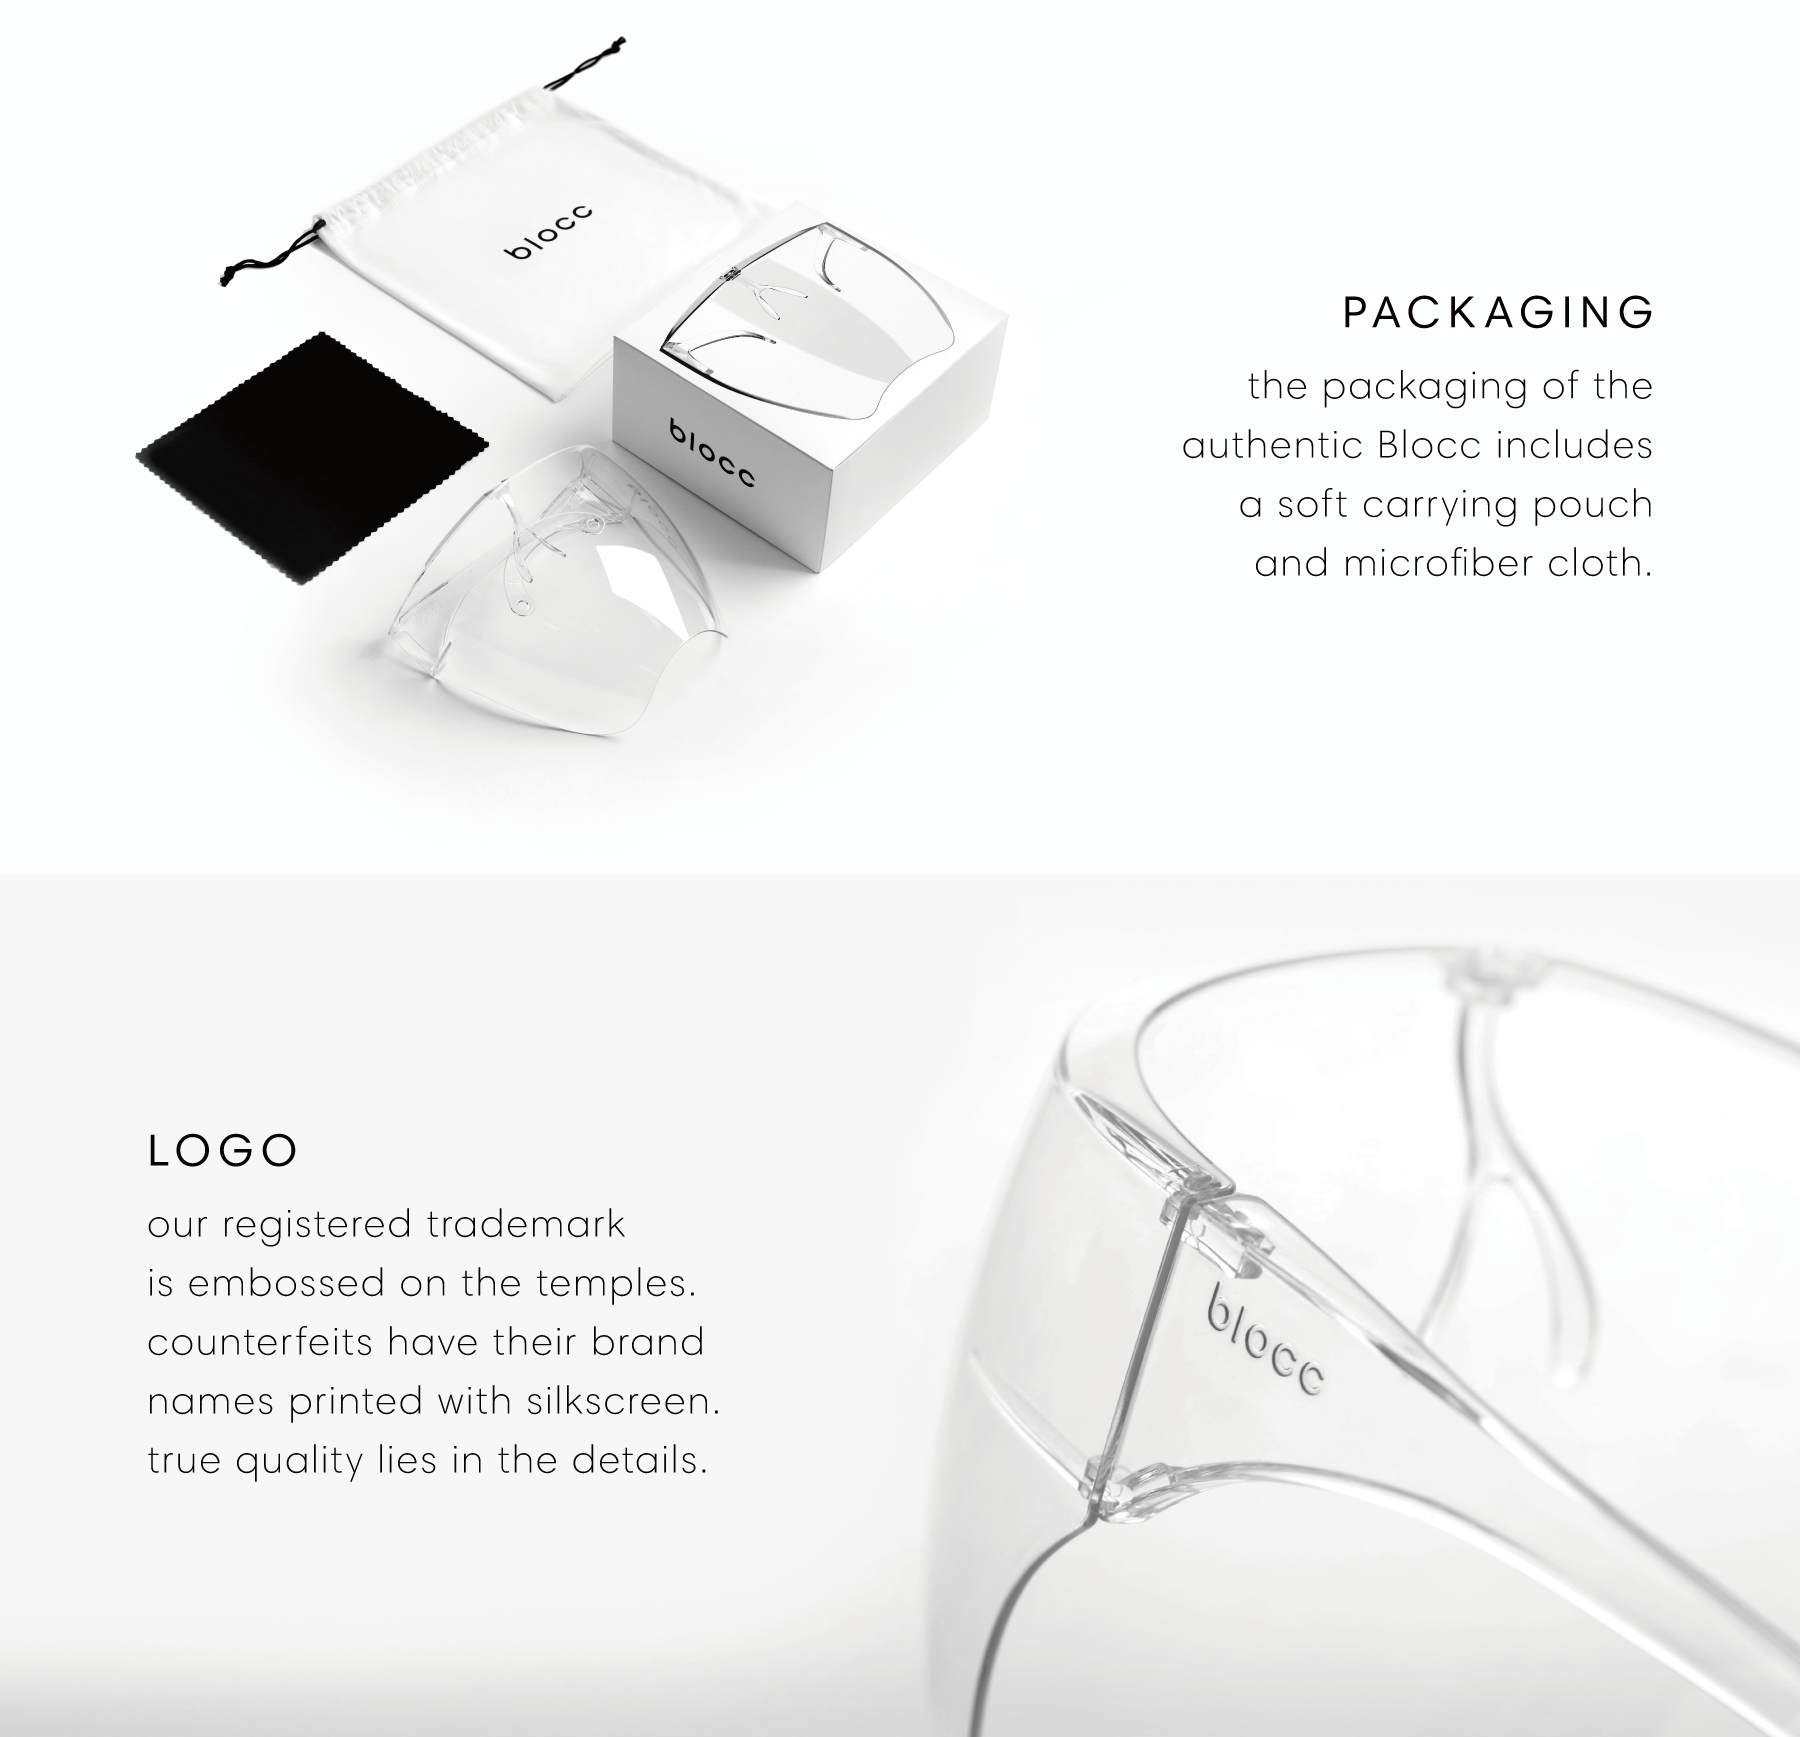 blocc
blocc
PACKAGING
the packaging of the
authentic Blocc includes
a soft carrying pouch
and microfiber cloth.
LOGO
our registered trademark
is embossed on the temples.
counterfeits have their brand
names printed with silkscreen.
true quality lies in the details.
blocc